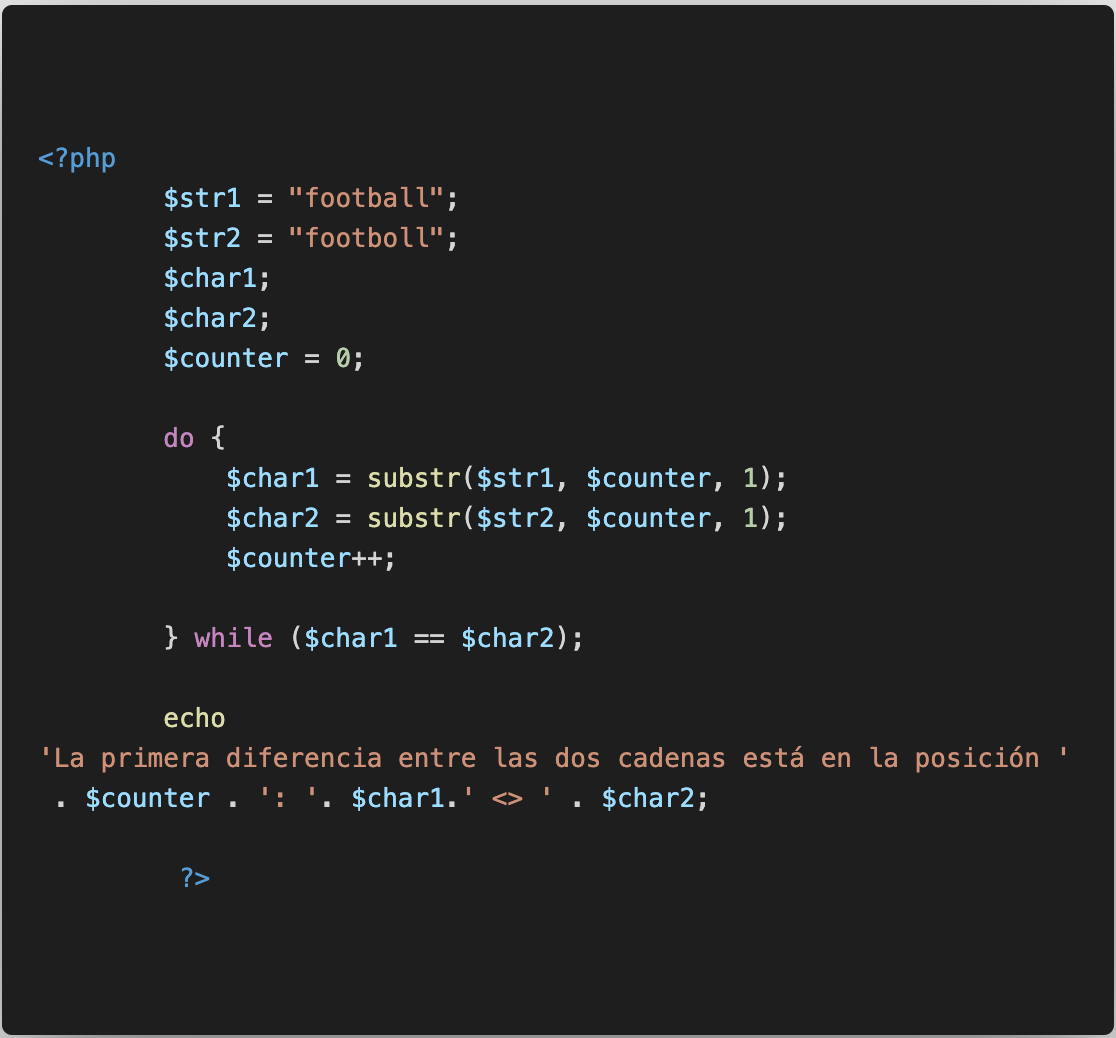 <?php
        $str1 = "football";
        $str2 = "footboll";
        $char1;
        $char2;
        $counter = 0;

        do {
            $char1 = substr($str1, $counter, 1);
            $char2 = substr($str2, $counter, 1);
            $counter++;

        } while ($char1 == $char2);

        echo
'La primera diferencia entre las dos cadenas está en la posición '
 . $counter . ': '. $char1.' <> ' . $char2;

         ?>